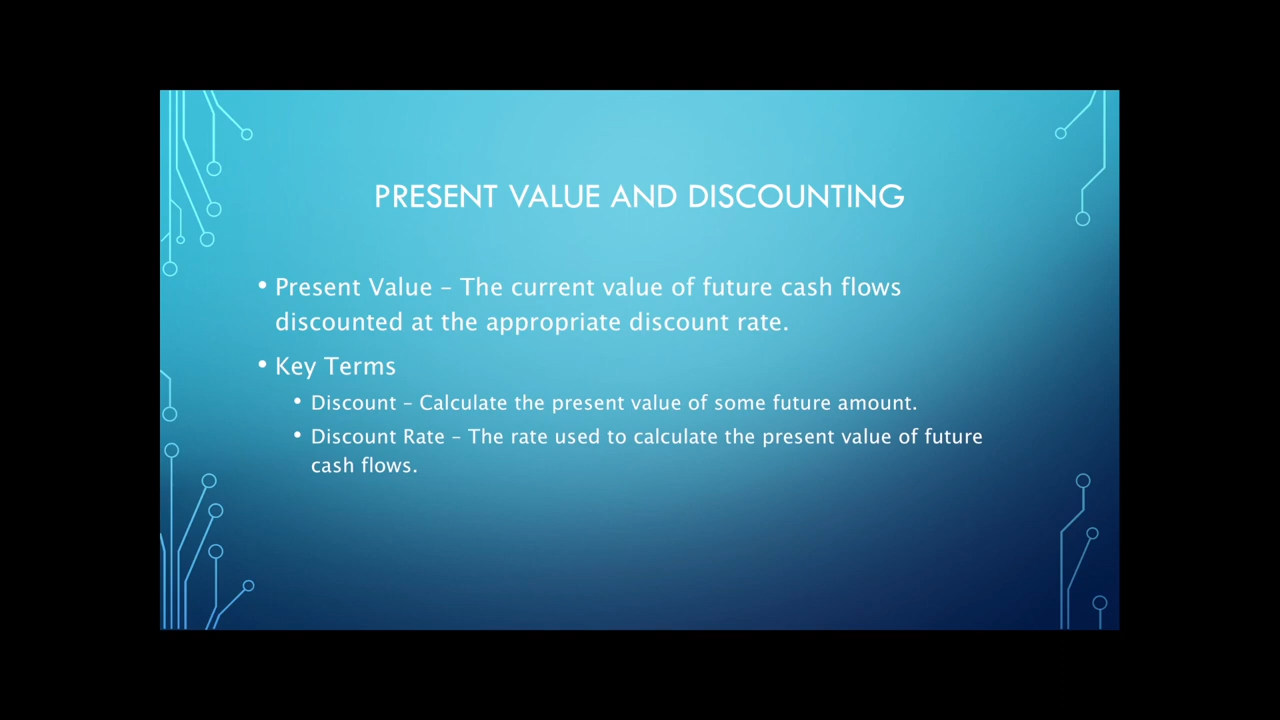 PRESENT VALUE AND DISCOUNTING
• Present Value – The current value of future cash flows
discounted at the appropriate discount rate.
• Key Terms
• Discount – Calculate the present value of some future amount.
• Discount Rate – The rate used to calculate the present value of future
cash flows.